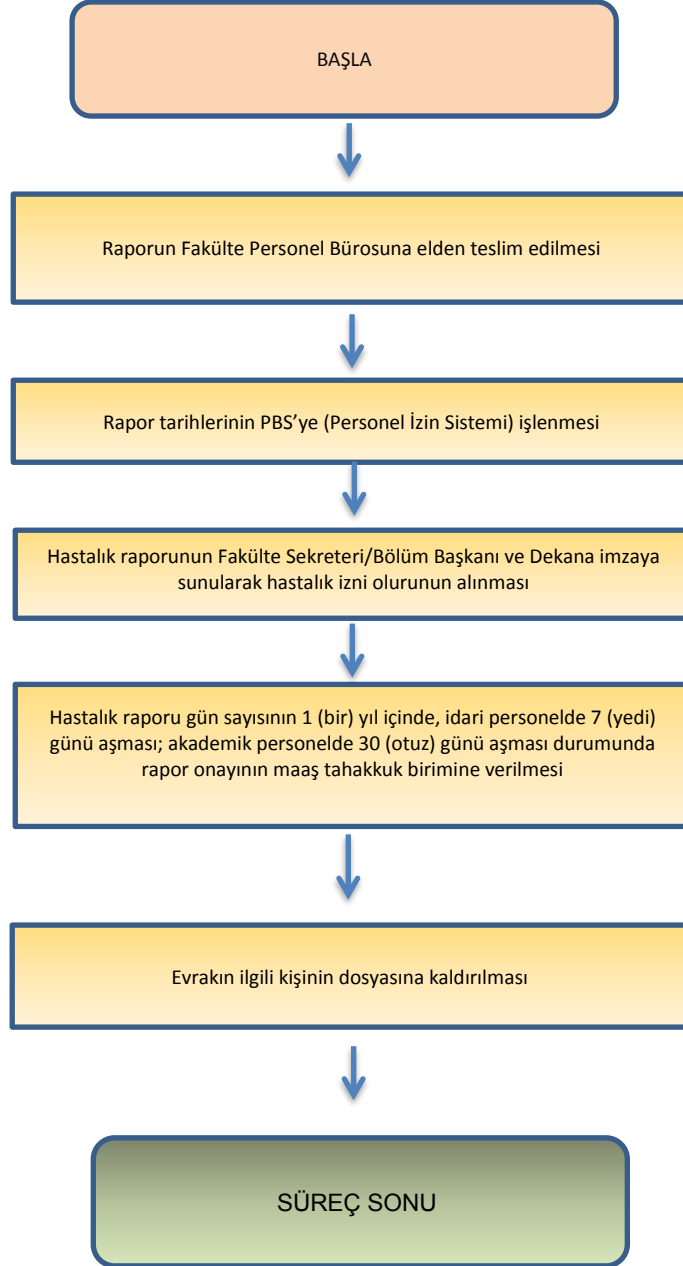 BAŞLA
Raporun Fakülte Personel Bürosuna elden teslim edilmesi
Rapor tarihlerinin PBS’ye (Personel İzin Sistemi) işlenmesi
Hastalık raporunun Fakülte Sekreteri/Bölüm Başkanı ve Dekana imzaya
sunularak hastalık izni olurunun alınması
Hastalık raporu gün sayısının 1 (bir) yıl içinde, idari personelde 7 (yedi)
günü aşması; akademik personelde 30 (otuz) günü aşması durumunda
rapor onayının maaş tahakkuk birimine verilmesi
Evrakın ilgili kişinin dosyasına kaldırılması
SÜREÇ SONU